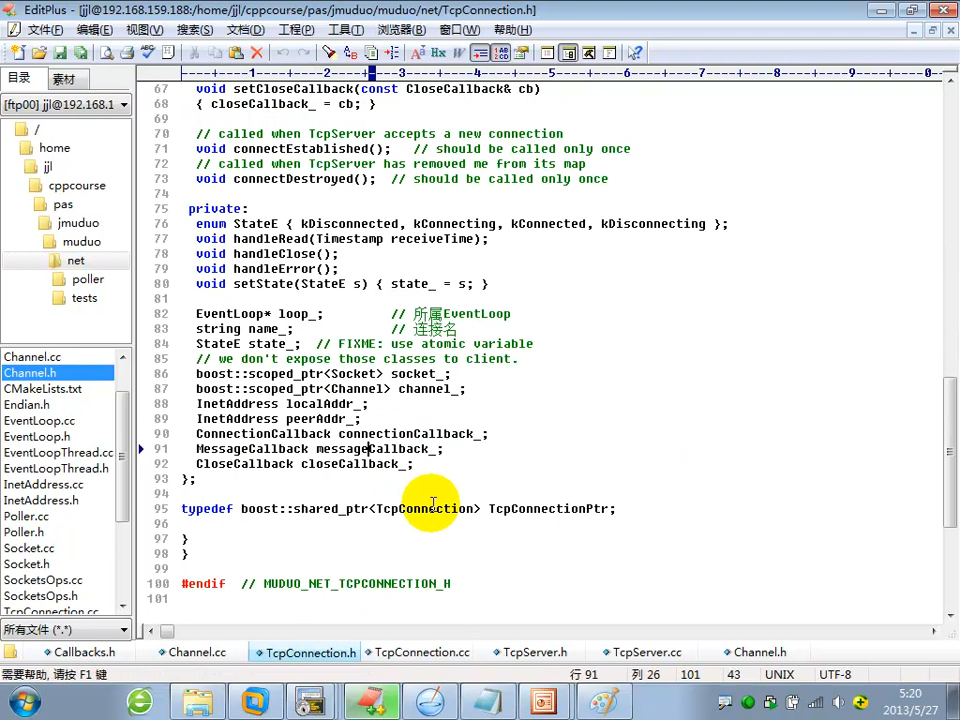 EditPlus - [ftp://jjl@192.168.159.188:/home/jjl/cppcourse/pas/jmuduo/muduo/net/TcpConnection.h]
文件(F) 编辑(E) 视图(V) 搜索(S) 文档(D) 工程(P) 工具(T) 浏览器(B) 窗口(W) 帮助(H)
目录 素材
----+----1----+----2----+----3----+----4----+----5----+----6----+----7----+----8----+----9----+----0--
[ftp00] jjl@192.168.1
/
home
jjl
cppcourse
pas
jmuduo
muduo
net
poller
tests
Channel.cc
Channel.h
CMakeLists.txt
Endian.h
EventLoop.cc
EventLoop.h
EventLoopThread.cc
EventLoopThread.h
InetAddress.cc
InetAddress.h
Poller.cc
Poller.h
Socket.cc
Socket.h
SocketsOps.cc
SocketsOps.h
TcpConnection.cc
所有文件 (*.*)
67 void setCloseCallback(const CloseCallback& cb)
68 { closeCallback_ = cb; }
69
70 // called when TcpServer accepts a new connection
71 void connectEstablished(); // should be called only once
72 // called when TcpServer has removed me from its map
73 void connectDestroyed(); // should be called only once
74
75 private:
76 enum StateE { kDisconnected, kConnecting, kConnected, kDisconnecting };
77 void handleRead(Timestamp receiveTime);
78 void handleClose();
79 void handleError();
80 void setState(StateE s) { state_ = s; }
81
82 EventLoop* loop_; // 所属EventLoop
83 string name_; // 连接名
84 StateE state_; // FIXME: use atomic variable
85 // we don't expose those classes to client.
86 boost::scoped_ptr<Socket> socket_;
87 boost::scoped_ptr<Channel> channel_;
88 InetAddress localAddr_;
89 InetAddress peerAddr_;
90 ConnectionCallback connectionCallback_;
91 MessageCallback messageCallback_;
92 CloseCallback closeCallback_;
93 };
94
95 typedef boost::shared_ptr<TcpConnection> TcpConnectionPtr;
96
97 }
98 }
99
100 #endif // MUDUO_NET_TCPCONNECTION_H
101
Callbacks.h Channel.cc TcpConnection.h TcpConnection.cc TcpServer.h TcpServer.cc Channel.h
需要帮助, 请按 F1 键 行 91 列 26 101 43 UNIX UTF-8
5:20
2013/5/27